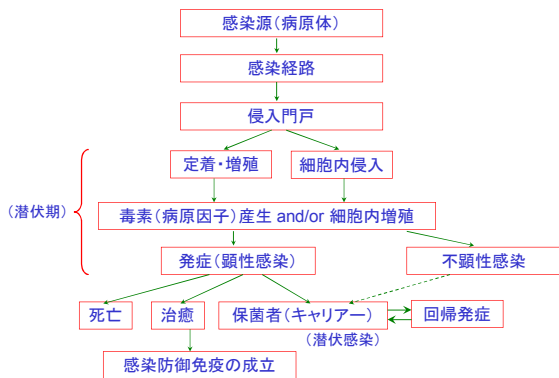 感染源(病原体)
感染経路
侵入門戸
定着・増殖
細胞内侵入
(潜伏期)
毒素(病原因子)産生 and/or 細胞内増殖
発症(顕性感染)
不顕性感染
死亡
治癒
保菌者(キャリアー)
回帰発症
(潜伏感染)
感染防御免疫の成立